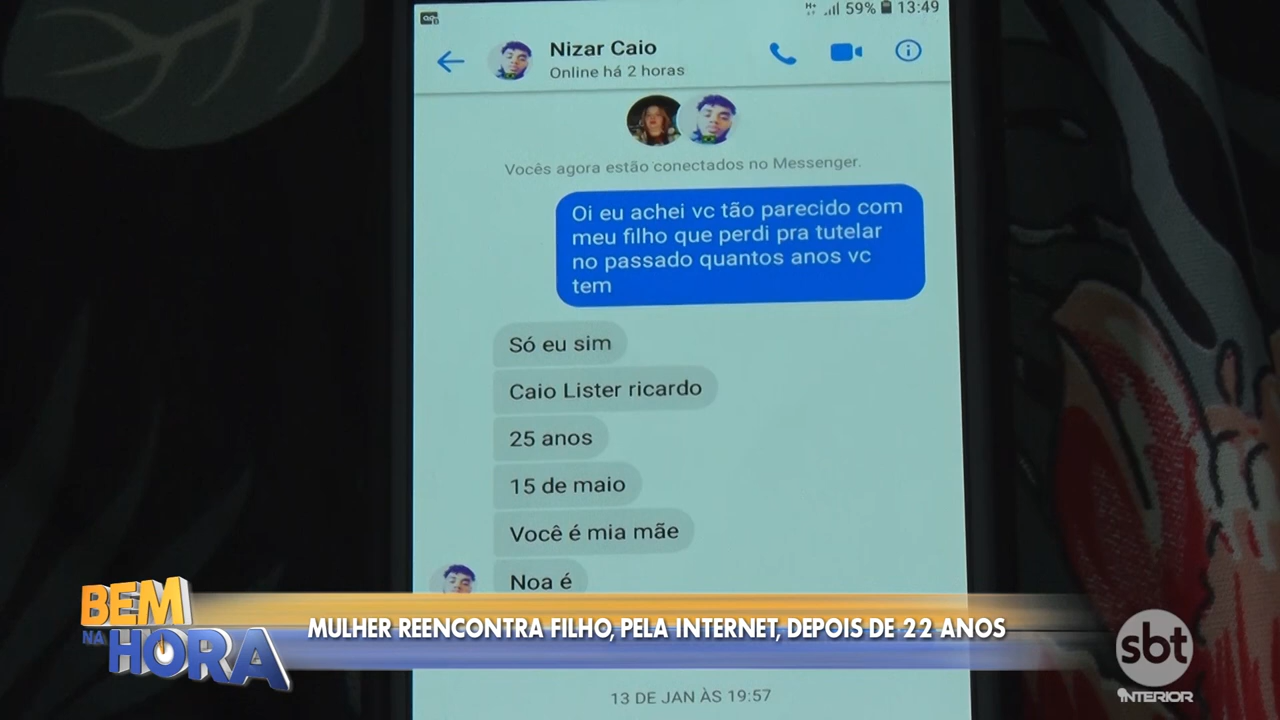 59% 13:49
Nizar Caio
Online há 2 horas
Vocês agora estão conectados no Messenger.
Oi eu achei vc tão parecido com
meu filho que perdi pra tutelar
no passado quantos anos vc
tem
Só eu sim
Caio Lister ricardo
25 anos
15 de maio
Você é mia mãe
Noa é
BEM
NA
HORA
MULHER REENCONTRA FILHO, PELA INTERNET, DEPOIS DE 22 ANOS
sbt
INTERIOR
13 DE JAN ÀS 19:57